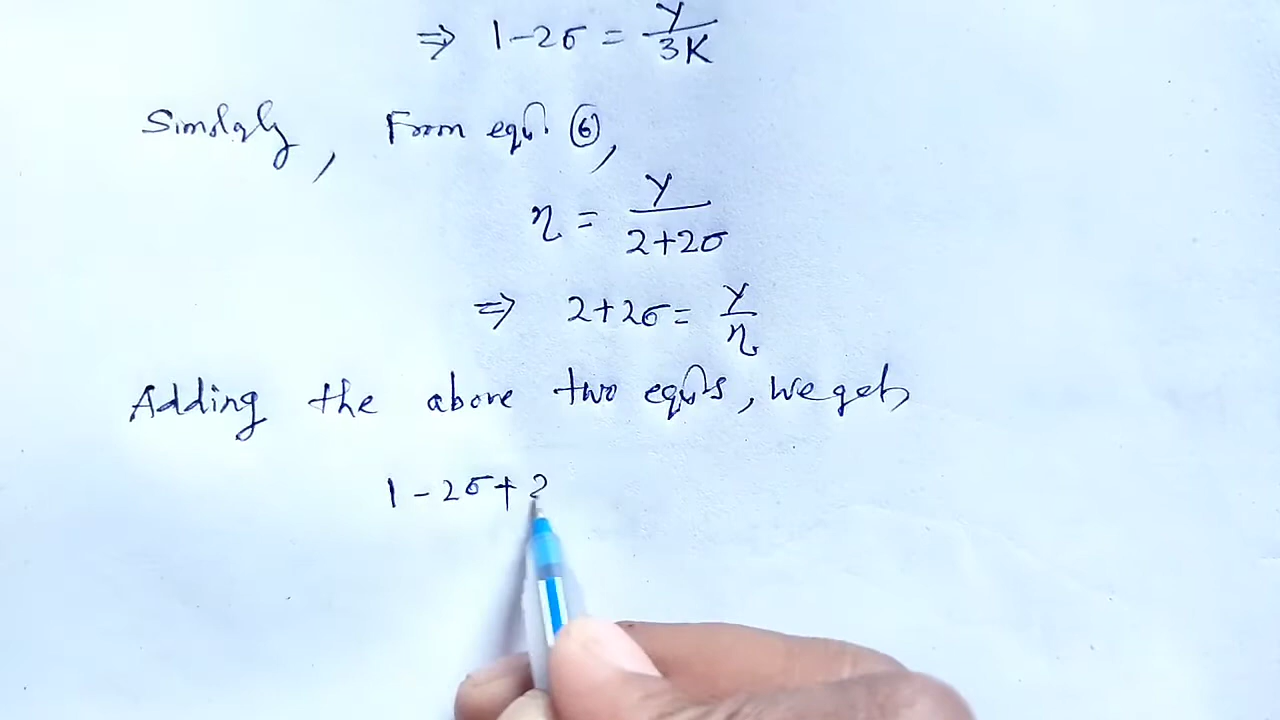 ⇒ 1-2σ = Y/3K
Simslarly, From eqn (6),
η = Y/2+2σ
⇒ 2+2σ = Y/η
Adding the above two eqns, we get,
1 - 2σ + 2